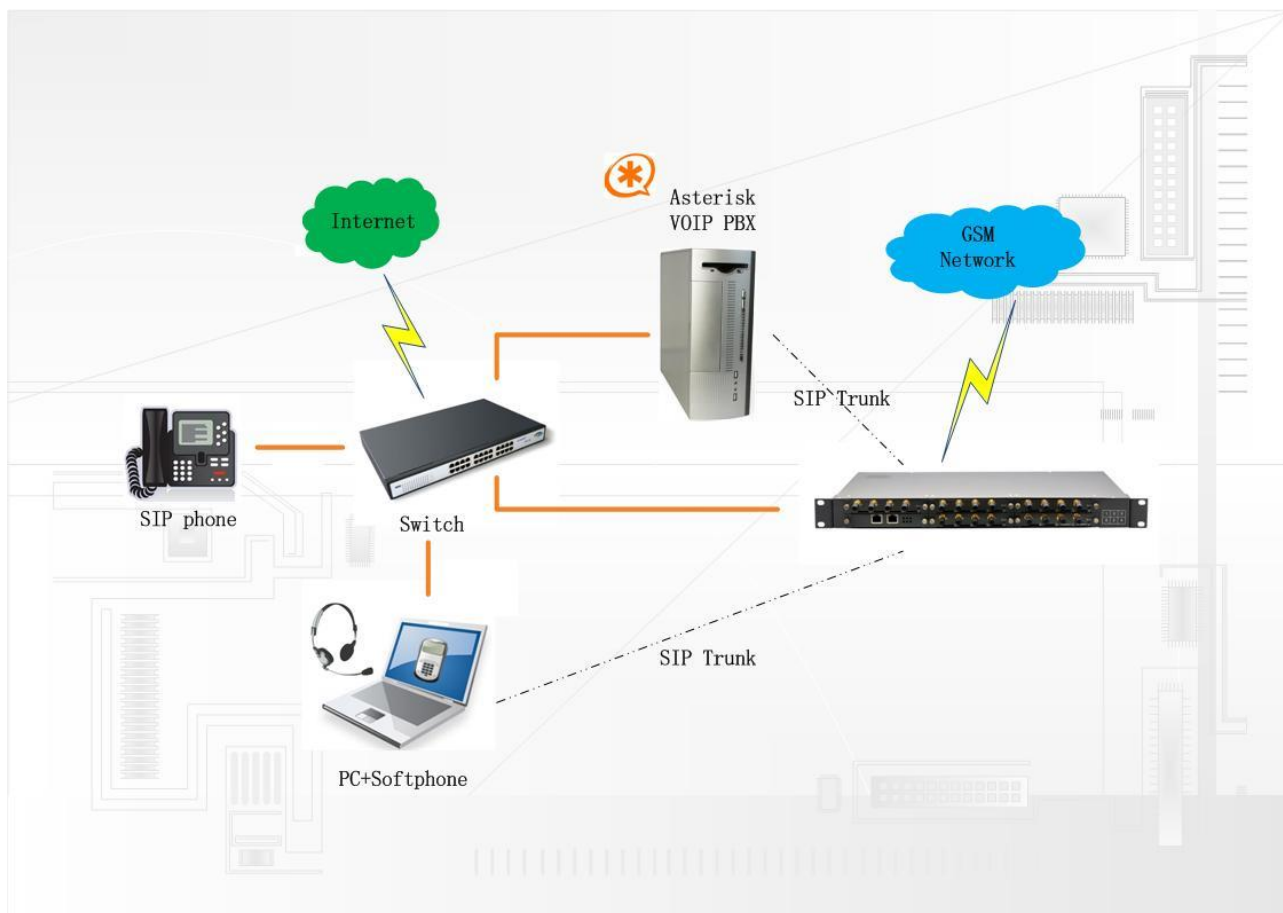 Internet
Asterisk
VOIP PBX
GSM
Network
SIP Trunk
SIP phone
Switch
SIP Trunk
PC+Softphone